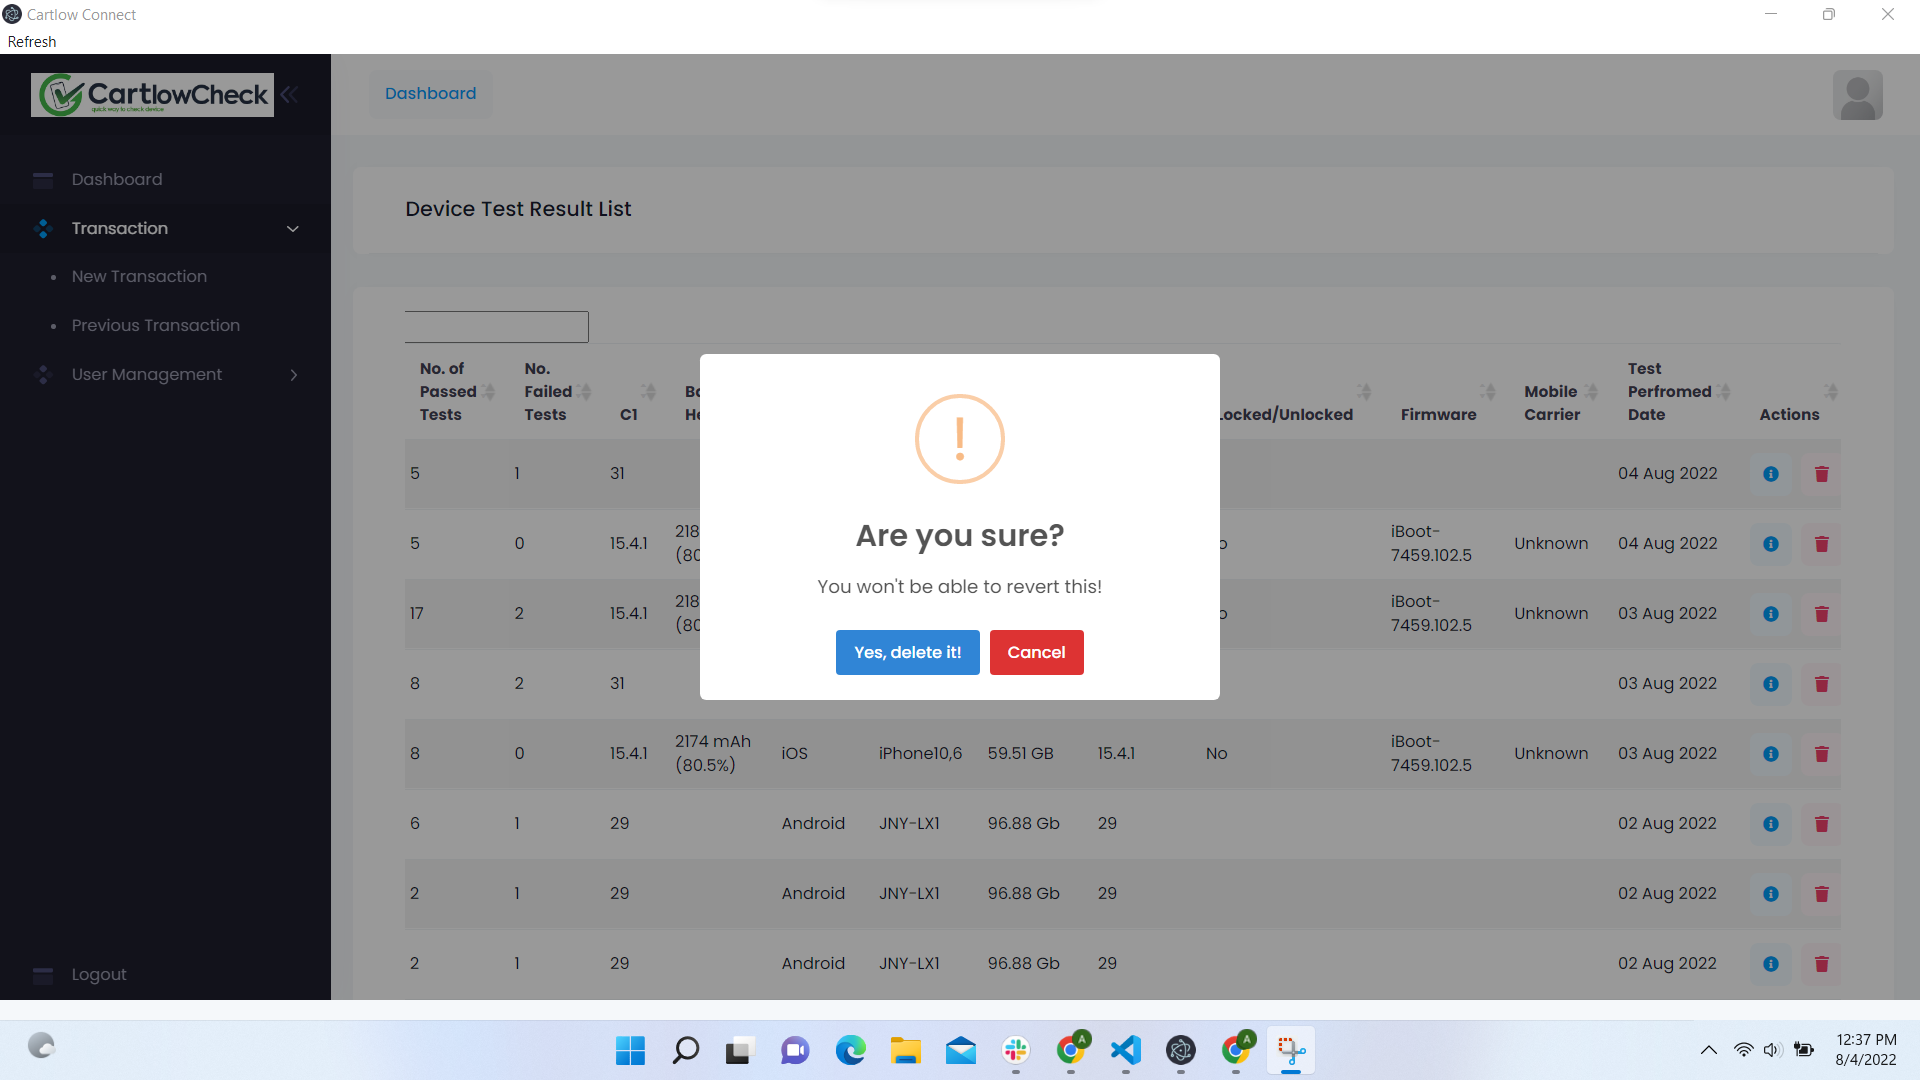 Cartlow Connect
Refresh
CartlowCheck
quick way to check device
Dashboard
Dashboard
Transaction
New Transaction
Previous Transaction
User Management
Logout
Device Test Result List
No. of Passed Tests
No. Failed Tests
C1
Locked/Unlocked
Firmware
Mobile Carrier
Test Perfromed Date
Actions
5 1 31 04 Aug 2022
5 0 15.4.1 iBoot-7459.102.5 Unknown 04 Aug 2022
17 2 15.4.1 iBoot-7459.102.5 Unknown 03 Aug 2022
8 2 31 03 Aug 2022
8 0 15.4.1 2174 mAh (80.5%) iOS iPhone10,6 59.51 GB 15.4.1 No iBoot-7459.102.5 Unknown 03 Aug 2022
6 1 29 Android JNY-LX1 96.88 Gb 29 02 Aug 2022
2 1 29 Android JNY-LX1 96.88 Gb 29 02 Aug 2022
2 1 29 Android JNY-LX1 96.88 Gb 29 02 Aug 2022
!
Are you sure?
You won't be able to revert this!
Yes, delete it!
Cancel
A
A
12:37 PM
8/4/2022